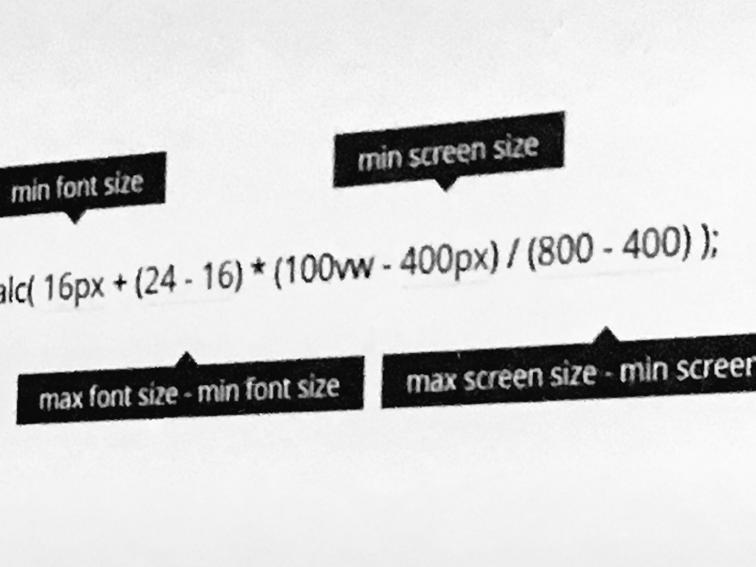 min font size
min screen size
alc( 16px + (24 - 16) * (100vw - 400px) / (800 - 400) );
max font size - min font size
max screen size - min screen